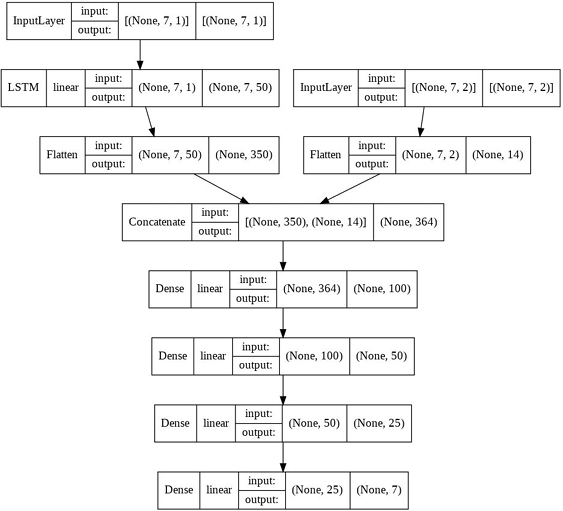 InputLayer input: output: [(None, 7, 1)] [(None, 7, 1)]
LSTM linear input: output: (None, 7, 1) (None, 7, 50)
InputLayer input: output: [(None, 7, 2)] [(None, 7, 2)]
Flatten input: output: (None, 7, 50) (None, 350)
Flatten input: output: (None, 7, 2) (None, 14)
Concatenate input: output: [(None, 350), (None, 14)] (None, 364)
Dense linear input: output: (None, 364) (None, 100)
Dense linear input: output: (None, 100) (None, 50)
Dense linear input: output: (None, 50) (None, 25)
Dense linear input: output: (None, 25) (None, 7)